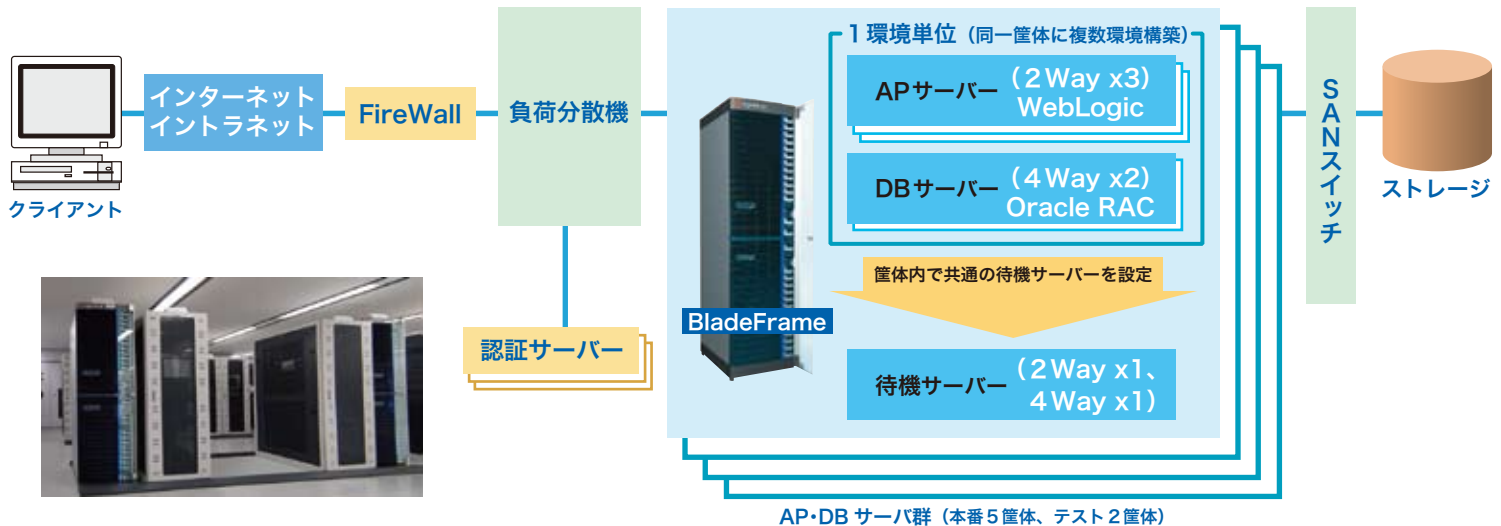 クライアント
インターネット
イントラネット
FireWall
負荷分散機
認証サーバー
BladeFrame
1環境単位（同一筐体に複数環境構築）
APサーバー（2Way x3）
WebLogic
DBサーバー（4Way x2）
Oracle RAC
筐体内で共通の待機サーバーを設定
待機サーバー（2Way x1、
4Way x1）
AP・DB サーバ群（本番5筐体、テスト2筐体）
SANスイッチ
ストレージ